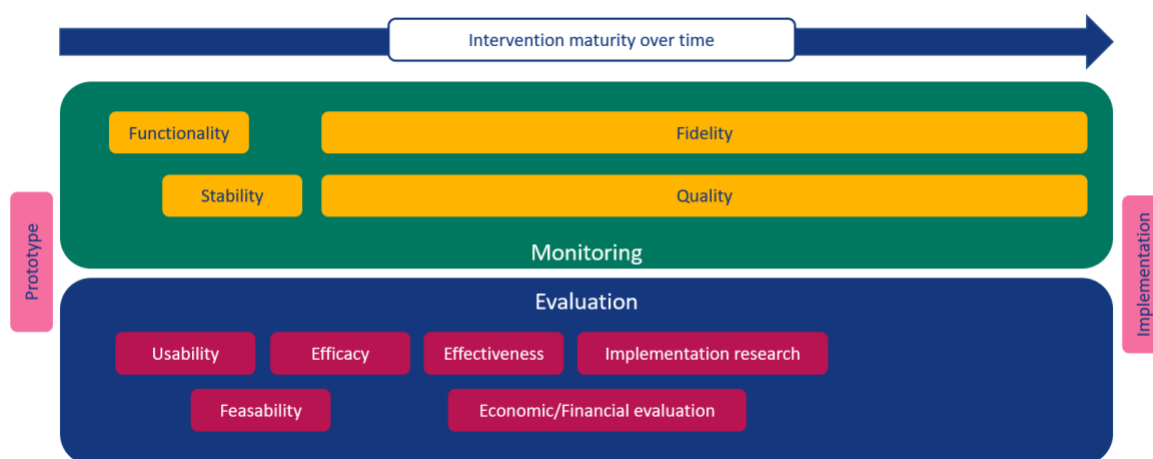 Intervention maturity over time
Functionality
Fidelity
Stability
Quality
Monitoring
Prototype
Implementation
Evaluation
Usability
Efficacy
Effectiveness
Implementation research
Feasability
Economic/Financial evaluation